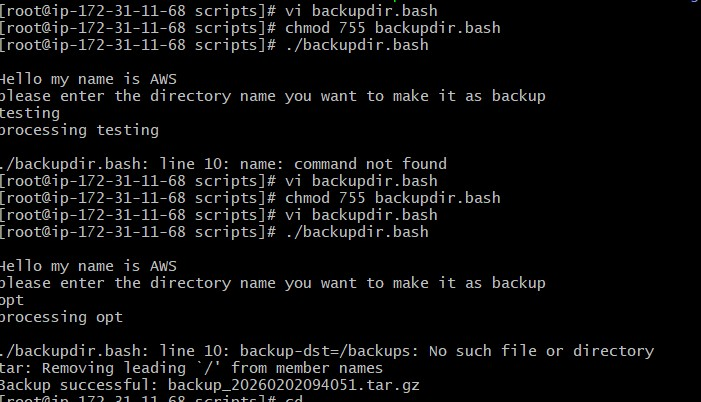 [root@ip-172-31-11-68 scripts]# vi backupdir.bash
[root@ip-172-31-11-68 scripts]# chmod 755 backupdir.bash
[root@ip-172-31-11-68 scripts]# ./backupdir.bash
Hello my name is AWS
please enter the directory name you want to make it as backup
testing
processing testing
./backupdir.bash: line 10: name: command not found
[root@ip-172-31-11-68 scripts]# vi backupdir.bash
[root@ip-172-31-11-68 scripts]# chmod 755 backupdir.bash
[root@ip-172-31-11-68 scripts]# vi backupdir.bash
[root@ip-172-31-11-68 scripts]# ./backupdir.bash
Hello my name is AWS
please enter the directory name you want to make it as backup
opt
processing opt
./backupdir.bash: line 10: backup-dst=/backups: No such file or directory
tar: Removing leading `/' from member names
Backup successful: backup_20260202094051.tar.gz
[root@ip-172-31-11-68 scripts]# cd